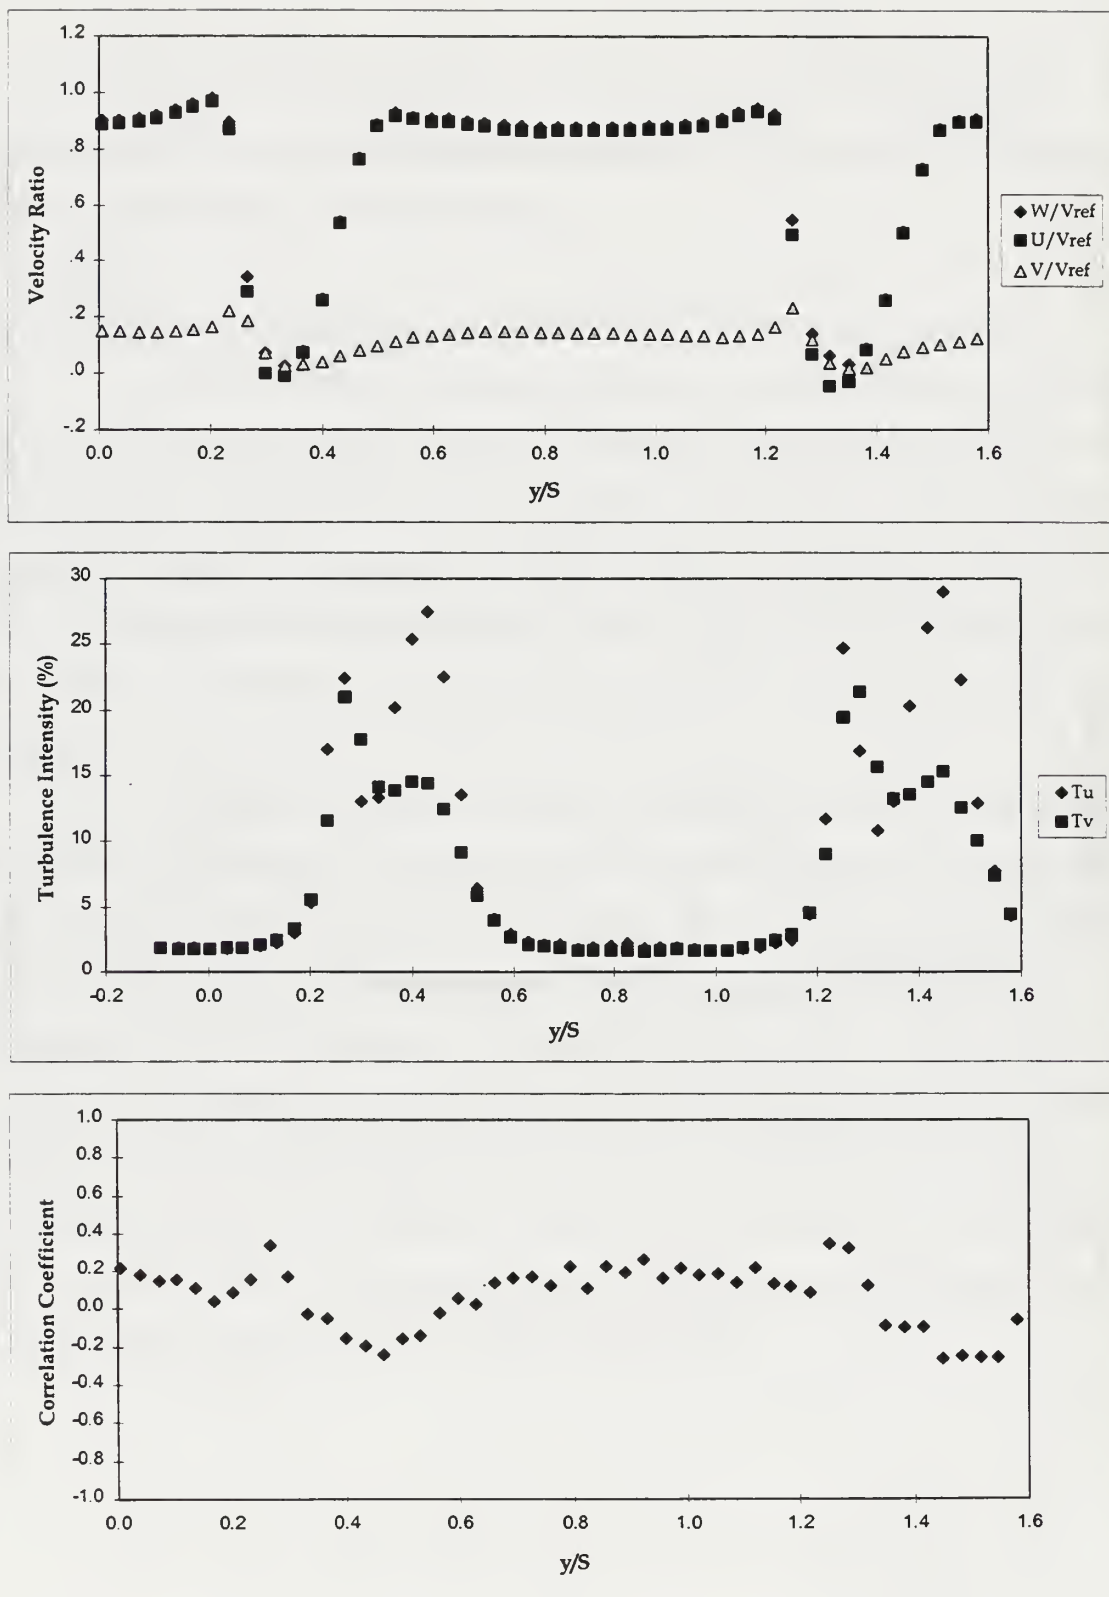 1.2
1.0
.8
.6
.4
.2
.0
-.2
Velocity Ratio
0.0 0.2 0.4 0.6 0.8 1.0 1.2 1.4 1.6
y/S
W/Vref
U/Vref
V/Vref
30
25
20
15
10
5
0
Turbulence Intensity (%)
-0.2 0.0 0.2 0.4 0.6 0.8 1.0 1.2 1.4 1.6
y/S
Tu
Tv
1.0
0.8
0.6
0.4
0.2
0.0
-0.2
-0.4
-0.6
-0.8
-1.0
Correlation Coefficient
0.0 0.2 0.4 0.6 0.8 1.0 1.2 1.4 1.6
y/S